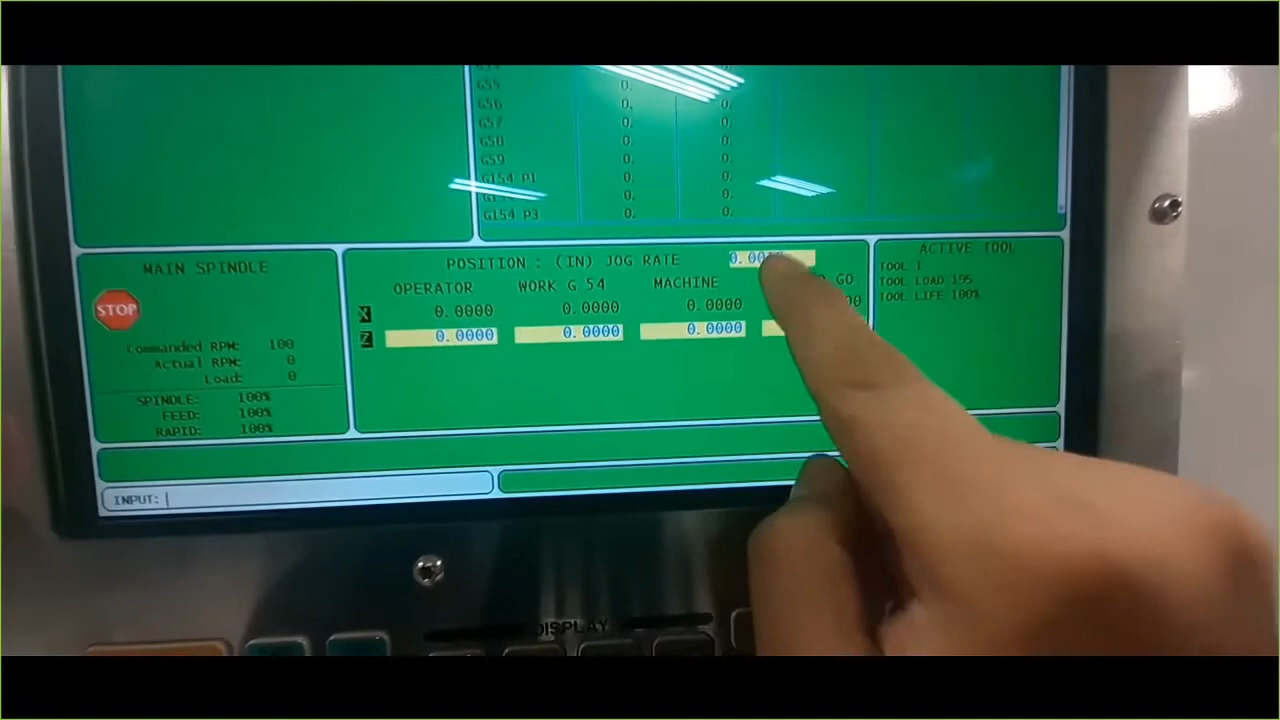 G55 0. 0.
G56 0. 0.
G57 0. 0.
G58 0. 0.
G59 0. 0.
G154 P1 0. 0.
0. 0.
G154 P3 0. 0.
MAIN SPINDLE
STOP
Commanded RPM: 100
Actual RPM: 0
Load: 0
SPINDLE: 100%
FEED: 100%
RAPID: 100%
POSITION : (IN) JOG RATE
OPERATOR WORK G 54 MACHINE GO
X 0.0000 0.0000 0.0000
Z 0.0000 0.0000 0.0000
ACTIVE TOOL
TOOL 1
TOOL LOAD 195
TOOL LIFE 100%
INPUT:
DISPLAY